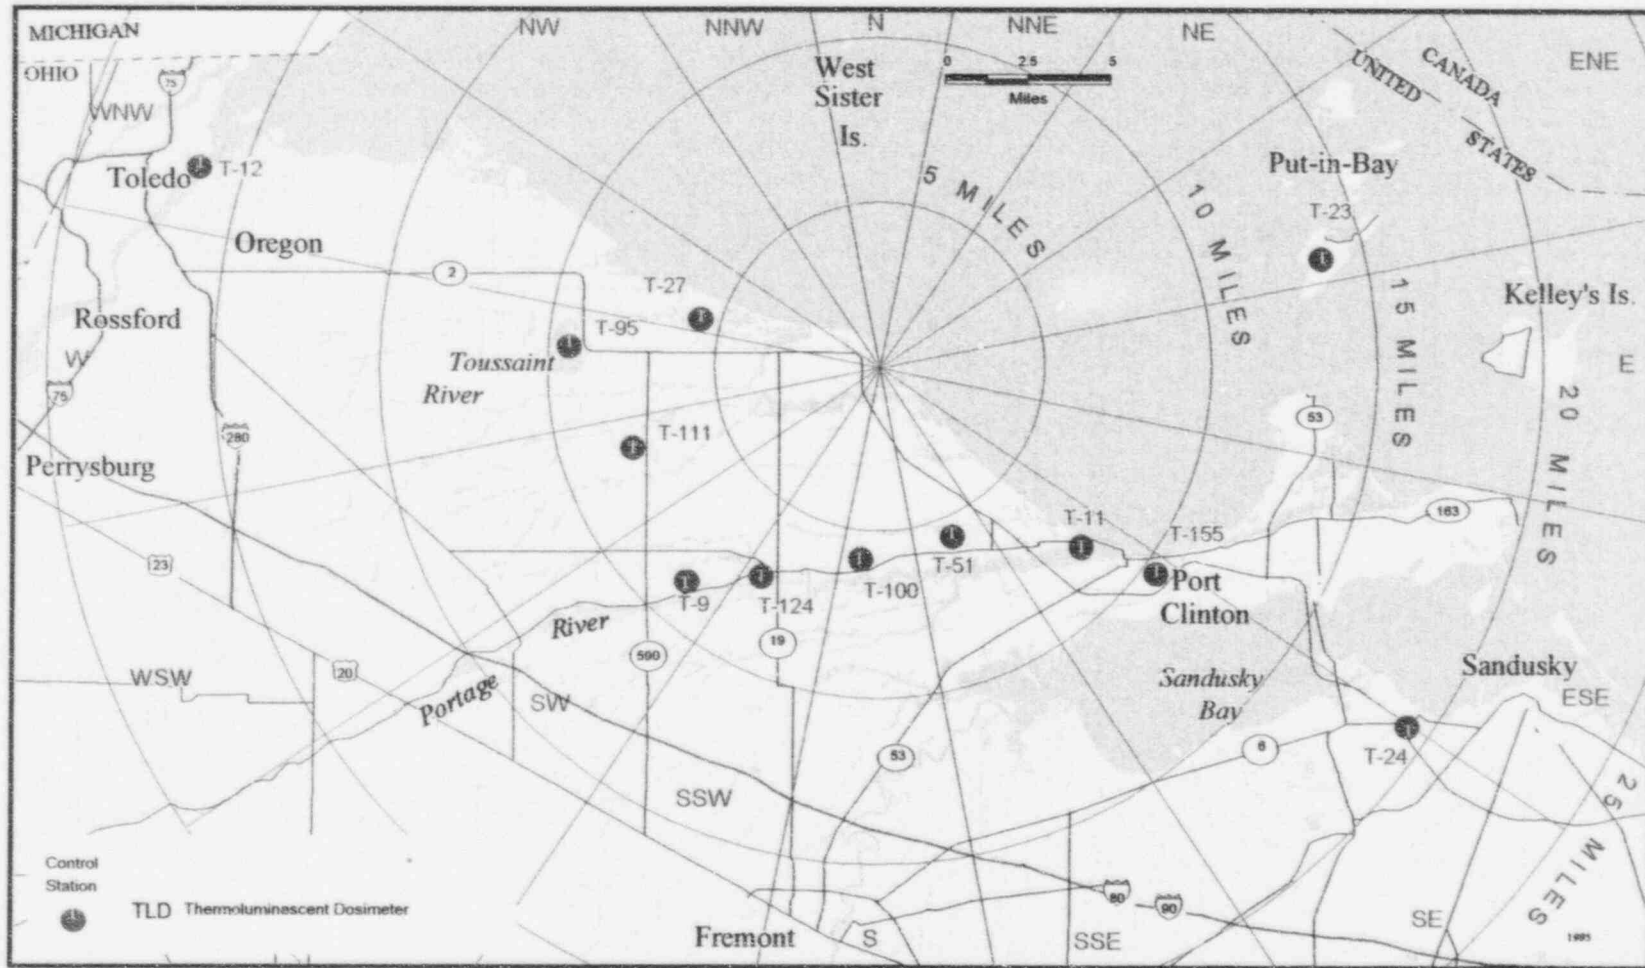 MICHIGAN
OHIO
NW
NNW
N
NNE
NE
ENE
CANADA
UNITED
STATES
West
Sister
Is.
0 2.5 5
Miles
75
WNW
Toledo
T-12
Put-in-Bay
T-23
5 MILES
10 MILES
15 MILES
20 MILES
25 MILES
Oregon
2
T-27
T-95
Kelley's Is.
E
Rossford
W
75
Toussaint
River
280
T-111
53
Perrysburg
23
163
T-11
T-155
T-51
T-100
T-9
T-124
Port
Clinton
River
Portage
590
19
20
WSW
SW
Sandusky
Bay
Sandusky
ESE
6
T-24
53
SSW
80
90
Control
Station
TLD Thermoluminescent Dosimeter
Fremont
S
SSE
SE
1995